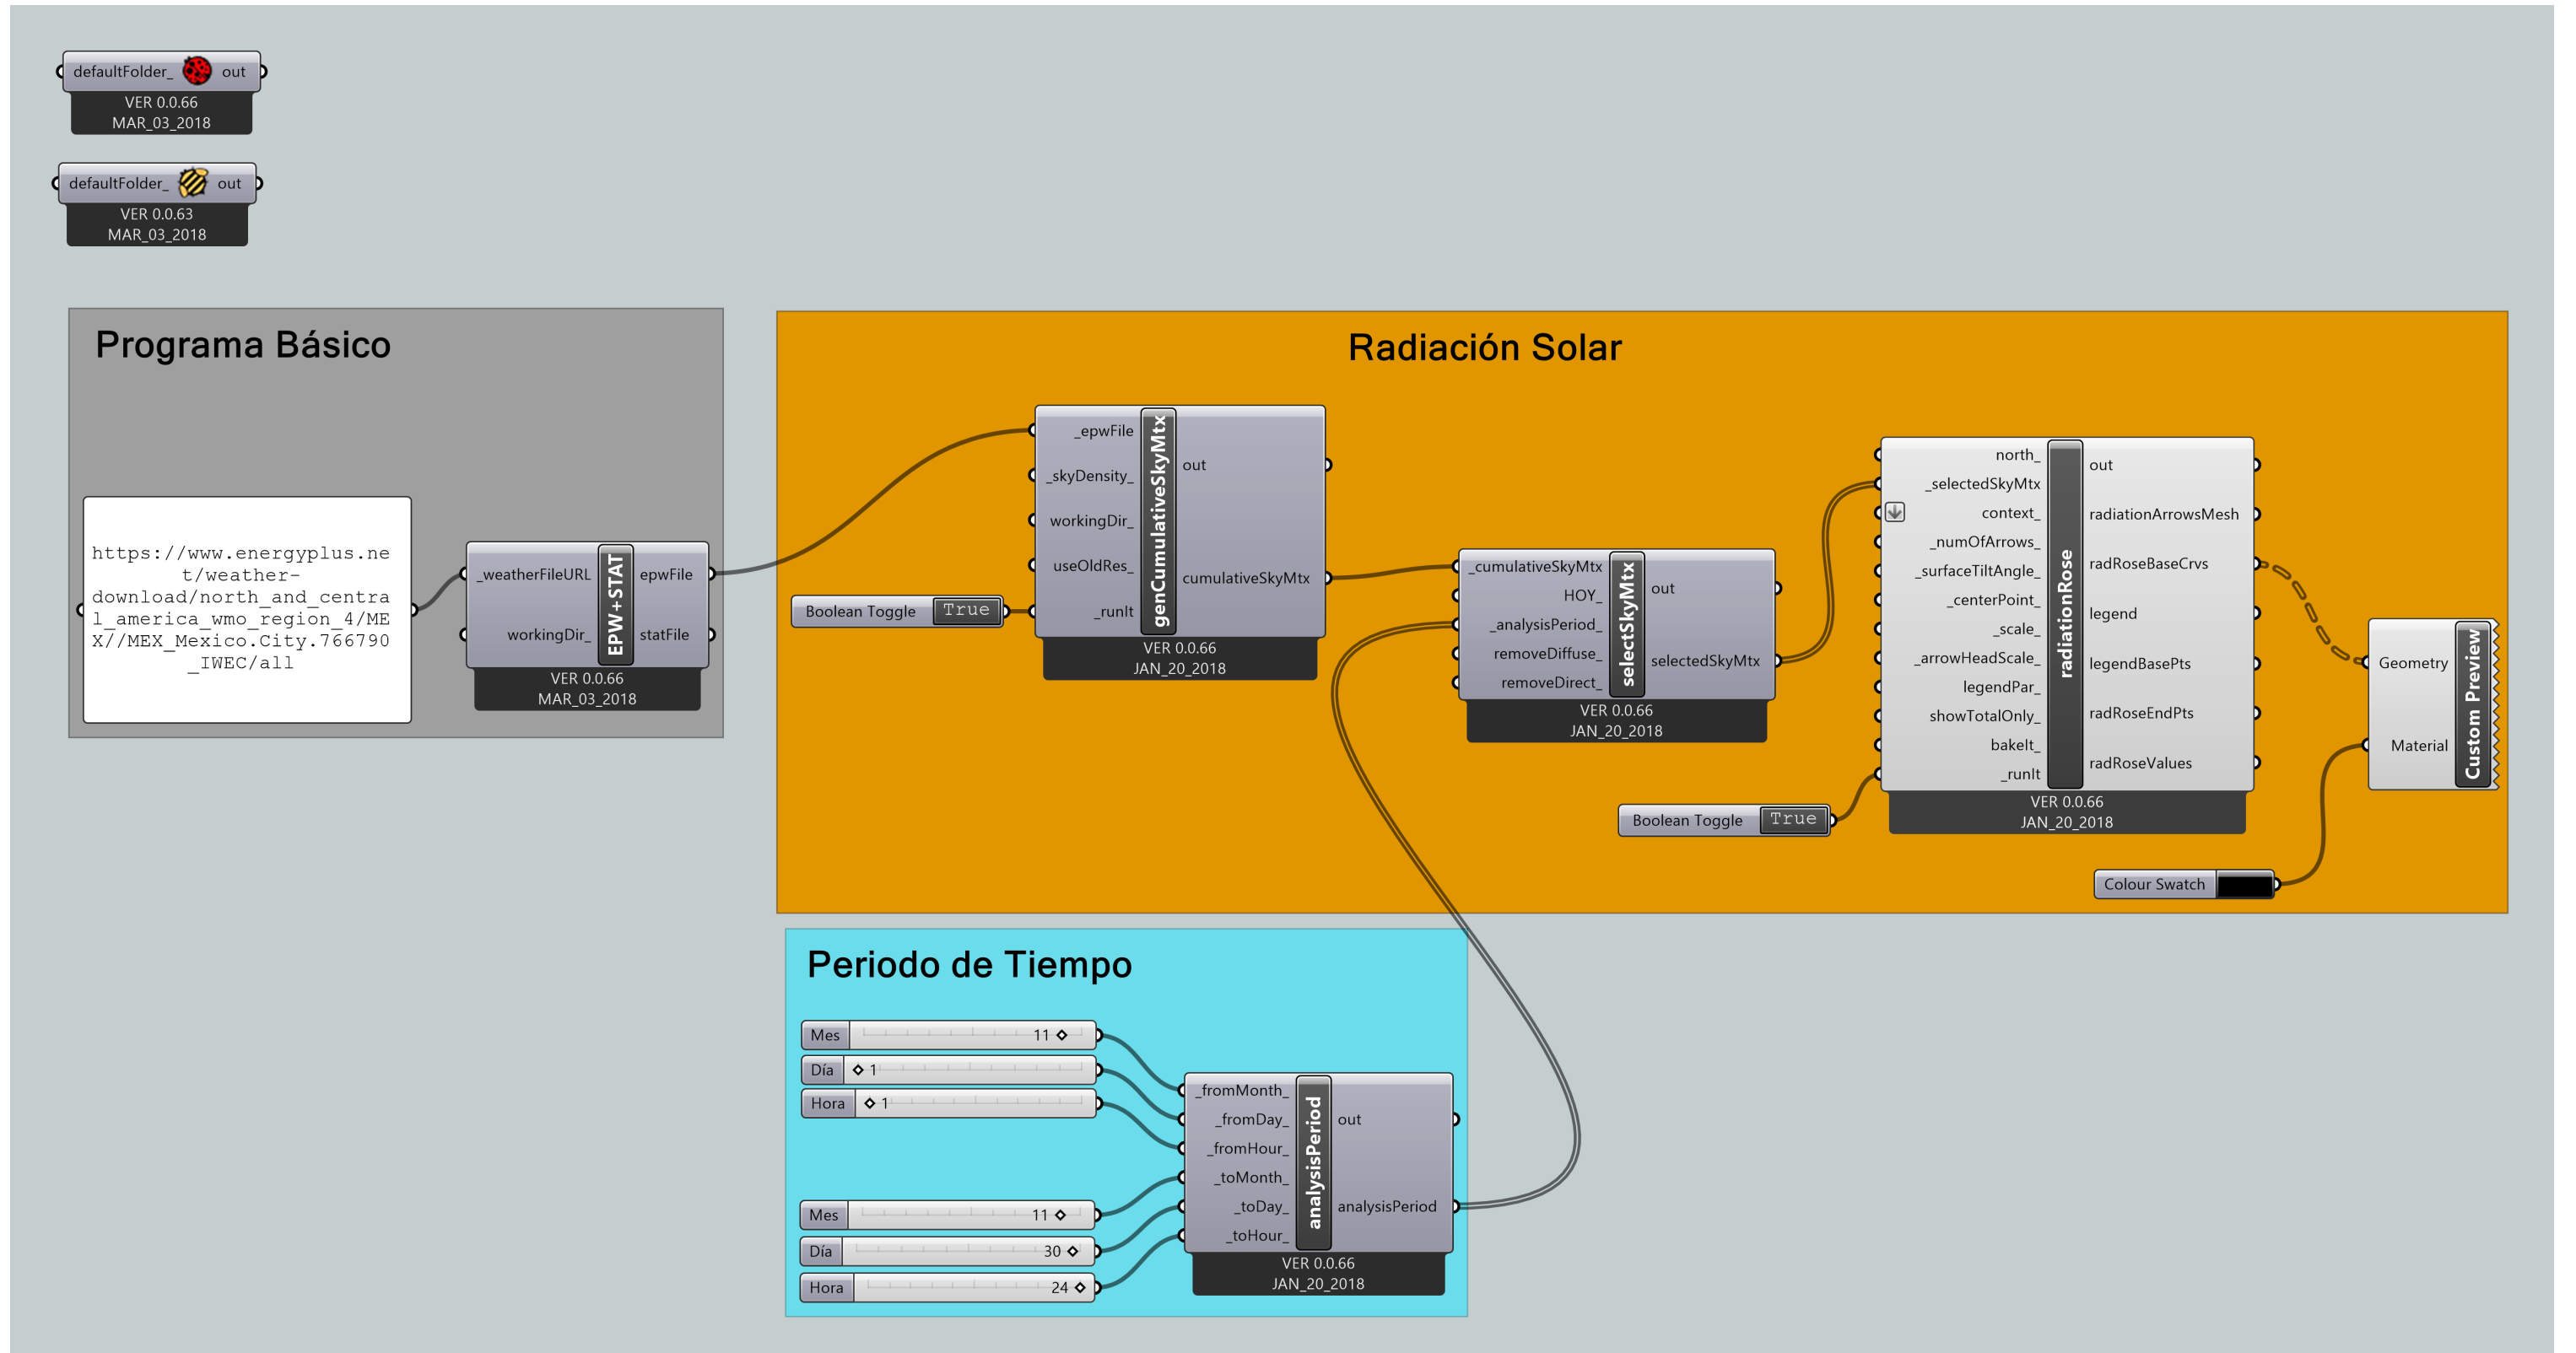 defaultFolder_ out
VER 0.0.66
MAR_03_2018
defaultFolder_ out
VER 0.0.63
MAR_03_2018
Programa Básico
https://www.energyplus.ne
t/weather-
download/north_and_centra
l_america_wmo_region_4/ME
X//MEX_Mexico.City.766790
_IWEC/all
_weatherFileURL
workingDir_
EPW+STAT
epwFile
statFile
VER 0.0.66
MAR_03_2018
Radiación Solar
Boolean Toggle True
_epwFile
_skyDensity_
workingDir_
useOldRes_
_runIt
genCumulativeSkyMtx
out
cumulativeSkyMtx
VER 0.0.66
JAN_20_2018
_cumulativeSkyMtx
HOY_
_analysisPeriod_
removeDiffuse_
removeDirect_
selectSkyMtx
out
selectedSkyMtx
VER 0.0.66
JAN_20_2018
Boolean Toggle True
north_
_selectedSkyMtx
context_
_numOfArrows_
_surfaceTiltAngle_
_centerPoint_
_scale_
_arrowHeadScale_
legendPar_
showTotalOnly_
bakeIt_
_runIt
radiationRose
out
radiationArrowsMesh
radRoseBaseCrvs
legend
legendBasePts
radRoseEndPts
radRoseValues
VER 0.0.66
JAN_20_2018
Colour Swatch
Geometry
Material
Custom Preview
Periodo de Tiempo
Mes 11
Día 1
Hora 1
Mes 11
Día 30
Hora 24
_fromMonth_
_fromDay_
_fromHour_
_toMonth_
_toDay_
_toHour_
analysisPeriod
out
analysisPeriod
VER 0.0.66
JAN_20_2018